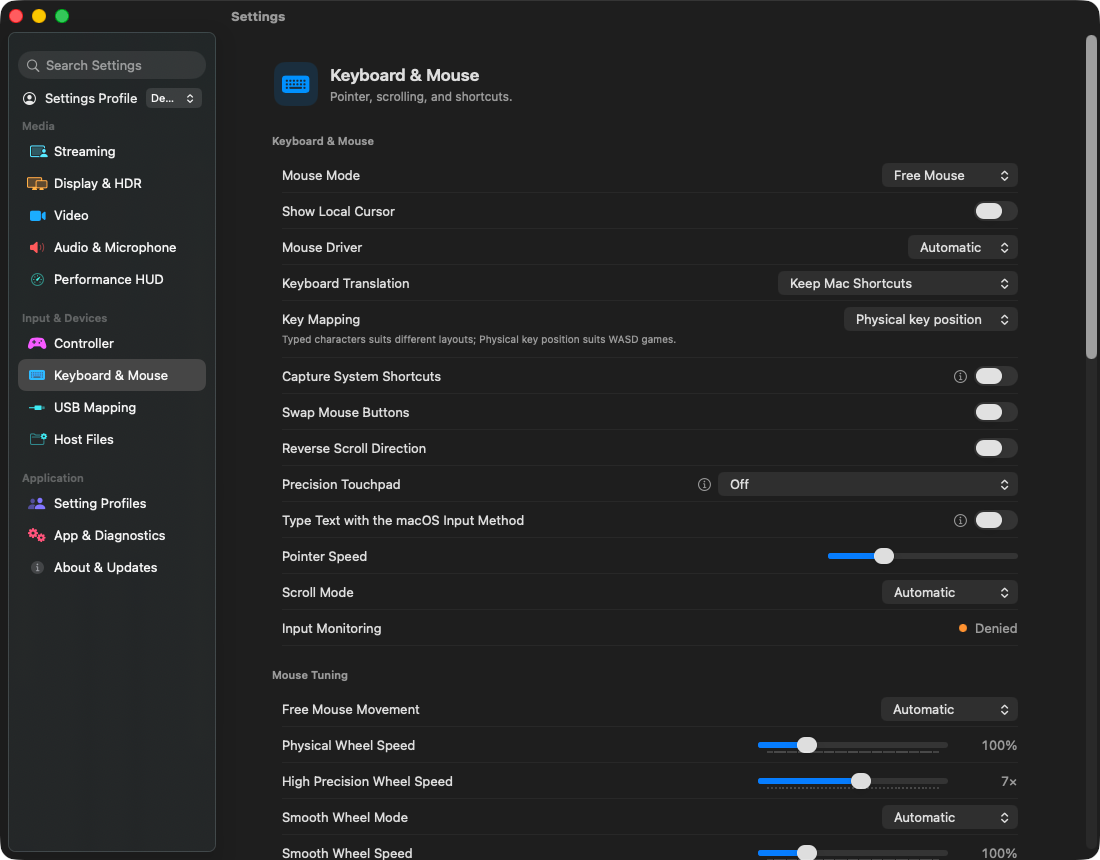 Settings
Search Settings
Settings Profile
De...
Media
Streaming
Display & HDR
Video
Audio & Microphone
Performance HUD
Input & Devices
Controller
Keyboard & Mouse
USB Mapping
Host Files
Application
Setting Profiles
App & Diagnostics
About & Updates
Keyboard & Mouse
Pointer, scrolling, and shortcuts.
Keyboard & Mouse
Mouse Mode Free Mouse
Show Local Cursor
Mouse Driver Automatic
Keyboard Translation Keep Mac Shortcuts
Key Mapping Physical key position
Typed characters suits different layouts; Physical key position suits WASD games.
Capture System Shortcuts
Swap Mouse Buttons
Reverse Scroll Direction
Precision Touchpad Off
Type Text with the macOS Input Method
Pointer Speed
Scroll Mode Automatic
Input Monitoring Denied
Mouse Tuning
Free Mouse Movement Automatic
Physical Wheel Speed 100%
High Precision Wheel Speed 7×
Smooth Wheel Mode Automatic
Smooth Wheel Speed 100%